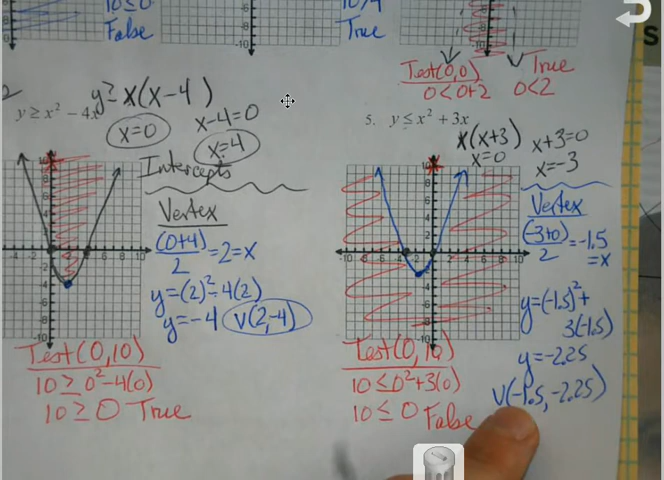 10≤0
False
True
Test(0,0)
0<0+2
True
0<2
y≥x(x-4)
y ≥ x² - 4x
x=0
x-4=0
x=4
Intercepts
Vertex
(0+4)/2=2=x
y=(2)²-4(2)
y=-4 V(2,-4)
Test(0,10)
10≥0²-4(0)
10≥0 True
5. y ≤ x² + 3x
x(x+3)
x=0
x+3=0
x=-3
Vertex
(-3+0)/2=-1.5
=x
y=(-1.5)²+
3(-1.5)
y=-2.25
V(-1.5,-2.25)
Test(0,10)
10≤0²+3(0)
10≤0 False